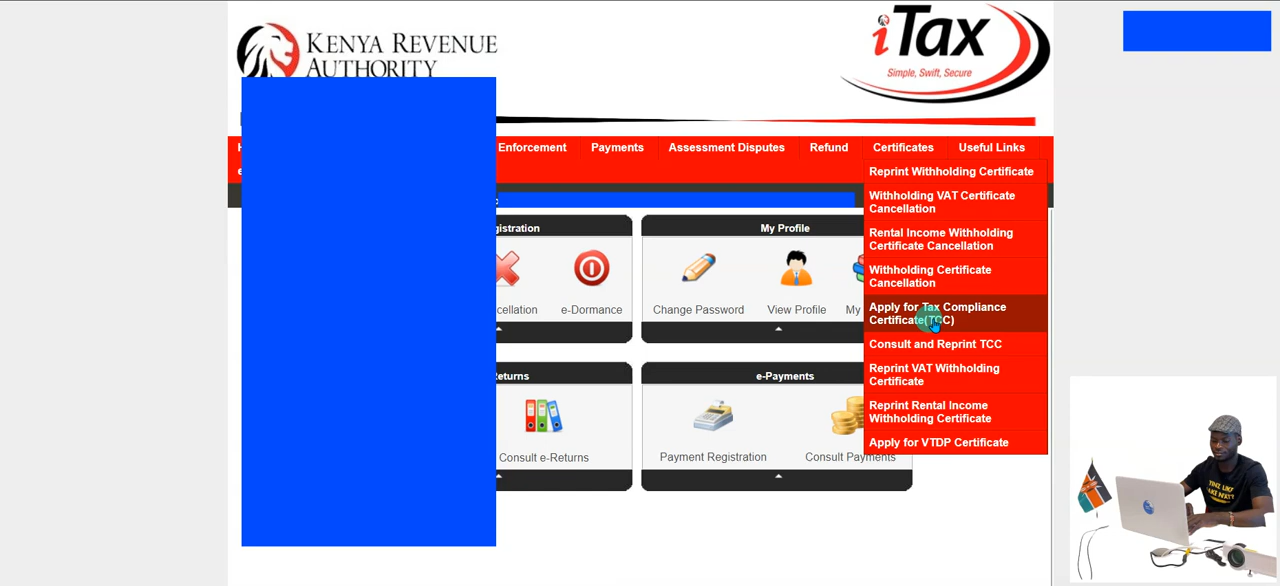 KENYA REVENUE
AUTHORITY
iTax
Simple, Swift, Secure
Enforcement Payments Assessment Disputes Refund Certificates Useful Links
Reprint Withholding Certificate
Withholding VAT Certificate
Cancellation
Rental Income Withholding
Certificate Cancellation
Withholding Certificate
Cancellation
Apply for Tax Compliance
Certificate(TCC)
Consult and Reprint TCC
Reprint VAT Withholding
Certificate
Reprint Rental Income
Withholding Certificate
Apply for VTDP Certificate
gistration
cellation e-Dormance
My Profile
Change Password View Profile My
eturns
Consult e-Returns
e-Payments
Payment Registration Consult Payments